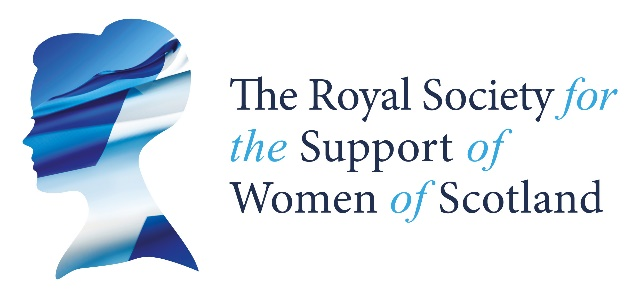 The Royal Society for
the Support of
Women of Scotland